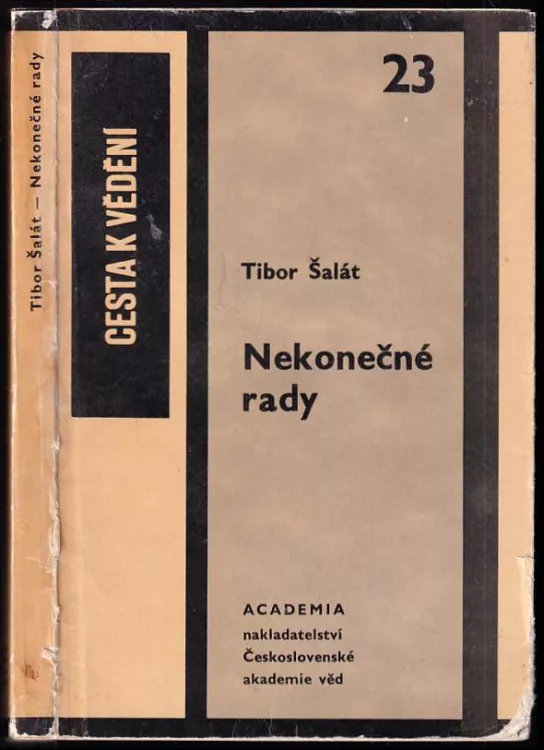 Tibor Šalát — Nekonečné rady
CESTA K VĚDĚNÍ
23
Tibor Šalát
Nekonečné
rady
ACADEMIA
nakladatelství
Československé
akademie věd